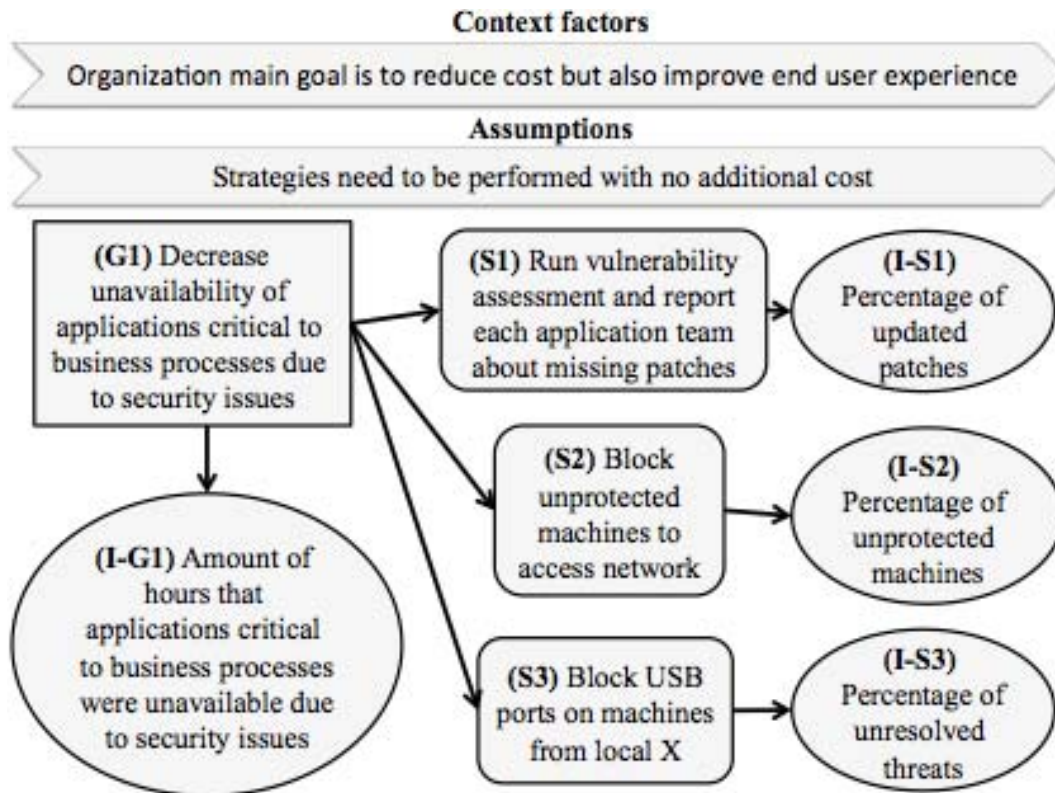 Context factors
Organization main goal is to reduce cost but also improve end user experience
Assumptions
Strategies need to be performed with no additional cost
(G1) Decrease
unavailability of
applications critical to
business processes due
to security issues
(S1) Run vulnerability
assessment and report
each application team
about missing patches
(I-S1)
Percentage of
updated
patches
(S2) Block
unprotected
machines to
access network
(I-S2)
Percentage of
unprotected
machines
(I-G1) Amount of
hours that
applications critical
to business processes
were unavailable due
to security issues
(S3) Block USB
ports on machines
from local X
(I-S3)
Percentage of
unresolved
threats